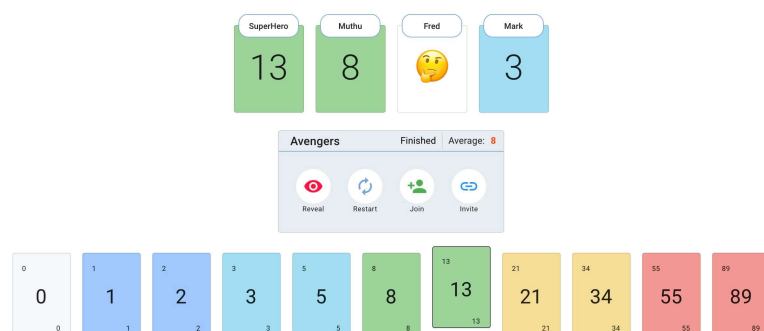 SuperHero Muthu Fred Mark
13 8 3
Avengers Finished Average: 8
Reveal Restart Join Invite
0 1 2 3 5 8 13 21 34 55 89
0 1 2 3 5 8 13 21 34 55 89
0 1 2 3 5 8 13 21 34 55 89